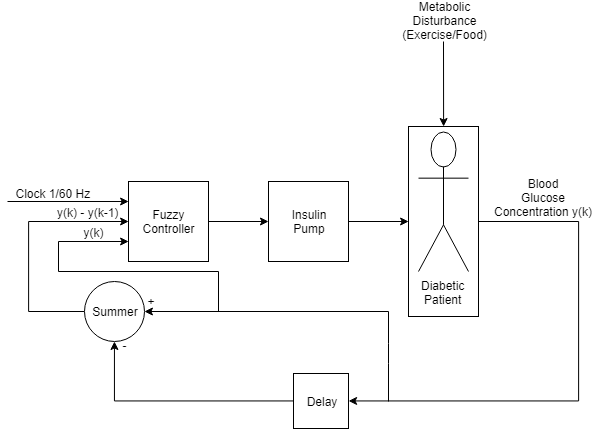 Metabolic
Disturbance
(Exercise/Food)
Clock 1/60 Hz
y(k) - y(k-1)
y(k)
Fuzzy
Controller
Insulin
Pump
Blood
Glucose
Concentration y(k)
Diabetic
Patient
Summer
+
-
Delay